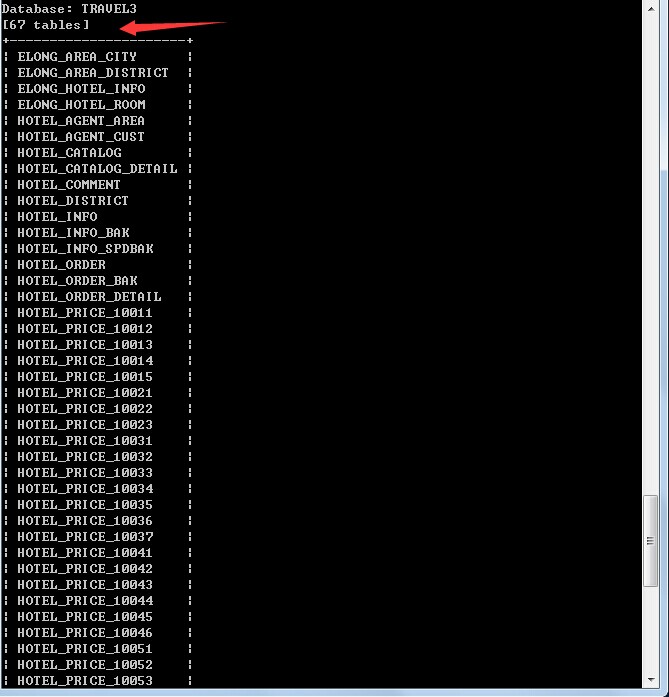 Database: TRAVEL3
[67 tables]
+-----------------------+
| ELONG_AREA_CITY |
| ELONG_AREA_DISTRICT |
| ELONG_HOTEL_INFO |
| ELONG_HOTEL_ROOM |
| HOTEL_AGENT_AREA |
| HOTEL_AGENT_CUST |
| HOTEL_CATALOG |
| HOTEL_CATALOG_DETAIL |
| HOTEL_COMMENT |
| HOTEL_DISTRICT |
| HOTEL_INFO |
| HOTEL_INFO_BAK |
| HOTEL_INFO_SPDBAK |
| HOTEL_ORDER |
| HOTEL_ORDER_BAK |
| HOTEL_ORDER_DETAIL |
| HOTEL_PRICE_10011 |
| HOTEL_PRICE_10012 |
| HOTEL_PRICE_10013 |
| HOTEL_PRICE_10014 |
| HOTEL_PRICE_10015 |
| HOTEL_PRICE_10021 |
| HOTEL_PRICE_10022 |
| HOTEL_PRICE_10023 |
| HOTEL_PRICE_10031 |
| HOTEL_PRICE_10032 |
| HOTEL_PRICE_10033 |
| HOTEL_PRICE_10034 |
| HOTEL_PRICE_10035 |
| HOTEL_PRICE_10036 |
| HOTEL_PRICE_10037 |
| HOTEL_PRICE_10041 |
| HOTEL_PRICE_10042 |
| HOTEL_PRICE_10043 |
| HOTEL_PRICE_10044 |
| HOTEL_PRICE_10045 |
| HOTEL_PRICE_10046 |
| HOTEL_PRICE_10051 |
| HOTEL_PRICE_10052 |
| HOTEL_PRICE_10053 |